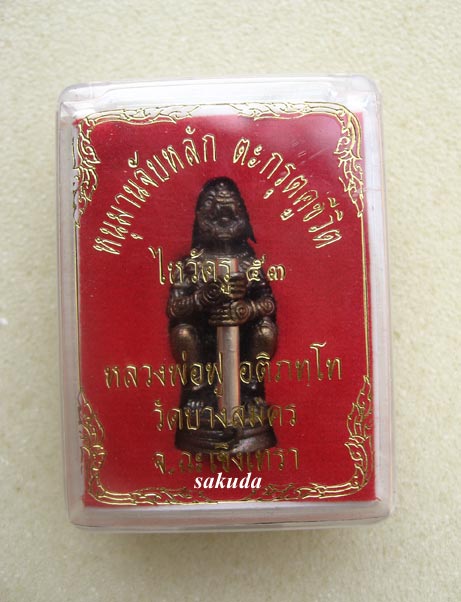 หนุมานจับหลัก ตะกรุดคู่ชีวิต
ไหว้ครู ๕๓
หลวงพ่อฟู อติภทฺโท
วัดบางสมัคร
จ.ฉะเชิงเทรา
sakuda